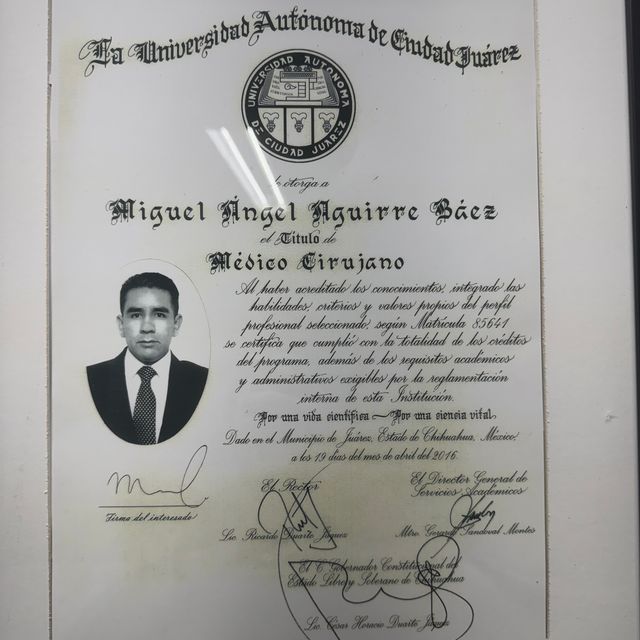 La Universidad Autónoma de Ciudad Juárez
UNIVERSIDAD AUTONOMA
DE CIUDAD JUAREZ
otorga a
Miguel Ángel Aguirre Báez
el Título de
Médico Cirujano
Al haber acreditado los conocimientos, integrado las
habilidades, criterios y valores propios del perfil
profesional seleccionado, según Matrícula 85641
se certifica que cumplió con la totalidad de los créditos
del programa, además de los requisitos académicos
y administrativos exigibles por la reglamentación
interna de esta Institución.
Por una vida científica — Por una ciencia vital.
Dado en el Municipio de Juárez, Estado de Chihuahua, México,
a los 19 días del mes de abril del 2016.
Firma del interesado
El Rector
Lic. Ricardo Duarte Jáquez
El Director General de
Servicios Académicos
Mtro. Gerardo Sandoval Montes
El C. Gobernador Constitucional del
Estado Libre y Soberano de Chihuahua
Lic. César Horacio Duarte Jáquez